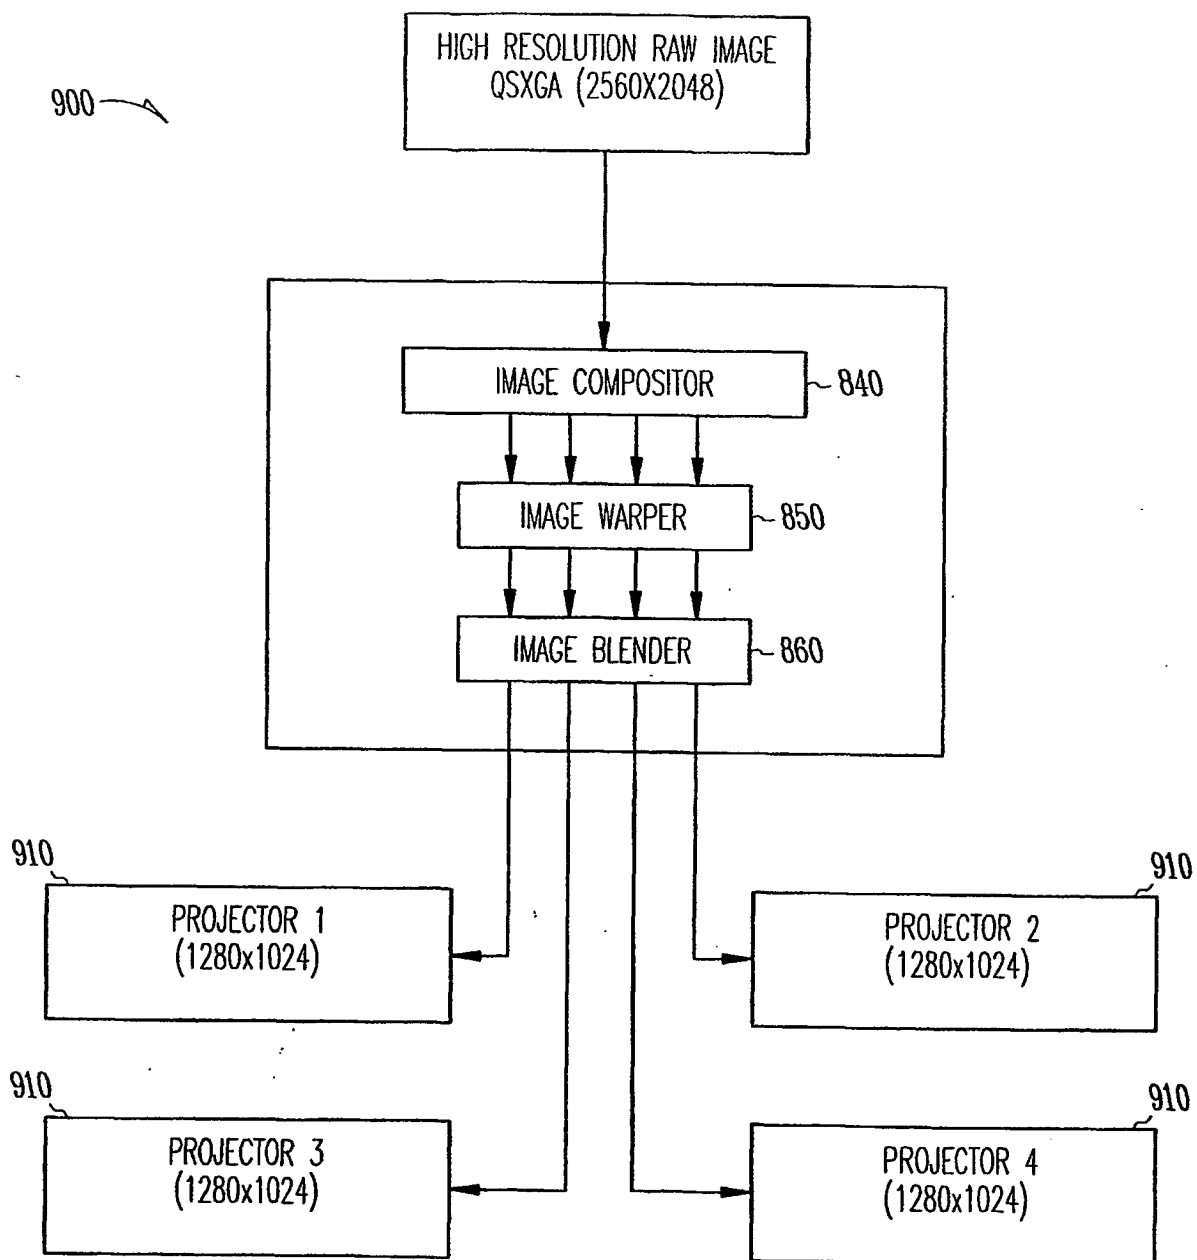 HIGH RESOLUTION RAW IMAGE
QSXGA (2560X2048)
900
IMAGE COMPOSITOR
840
IMAGE WARPER
850
IMAGE BLENDER
860
910
PROJECTOR 1
(1280x1024)
910
PROJECTOR 2
(1280x1024)
910
PROJECTOR 3
(1280x1024)
910
PROJECTOR 4
(1280x1024)